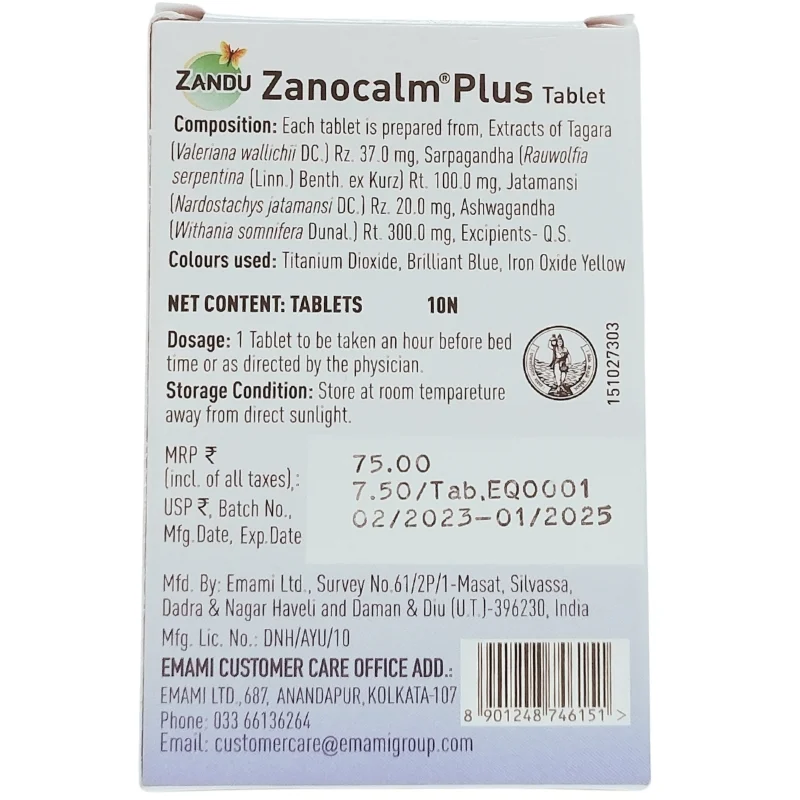 ZANDU Zanocalm® Plus Tablet
Composition: Each tablet is prepared from, Extracts of Tagara
(Valeriana wallichii DC.) Rz. 37.0 mg, Sarpagandha (Rauwolfia
serpentina (Linn.) Benth. ex Kurz) Rt. 100.0 mg, Jatamansi
(Nardostachys jatamansi DC.) Rz. 20.0 mg, Ashwagandha
(Withania somnifera Dunal.) Rt. 300.0 mg, Excipients- Q.S.
Colours used: Titanium Dioxide, Brilliant Blue, Iron Oxide Yellow
NET CONTENT: TABLETS 10N
Dosage: 1 Tablet to be taken an hour before bed
time or as directed by the physician.
Storage Condition: Store at room tempareture
away from direct sunlight.
151027303
MRP ₹
(incl. of all taxes),:
USP ₹, Batch No.,
Mfg.Date, Exp.Date
75.00
7.50/Tab,EQ0001
02/2023-01/2025
Mfd. By: Emami Ltd., Survey No.61/2P/1-Masat, Silvassa,
Dadra & Nagar Haveli and Daman & Diu (U.T.)-396230, India
Mfg. Lic. No.: DNH/AYU/10
EMAMI CUSTOMER CARE OFFICE ADD.:
EMAMI LTD.,687, ANANDAPUR,KOLKATA-107
Phone: 033 66136264
Email: customercare@emamigroup.com
8 901248 746151 >